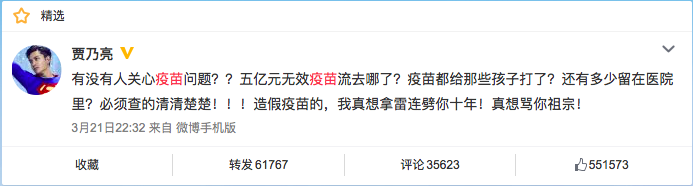 精选
贾乃亮
有没有人关心疫苗问题？？五亿元无效疫苗流去哪了？疫苗都给那些孩子打了？还有多少留在医院
里？必须查的清清楚楚！！！造假疫苗的，我真想拿雷连劈你十年！真想骂你祖宗！
3月21日22:32 来自 微博手机版
收藏 转发 61767 评论 35623 551573